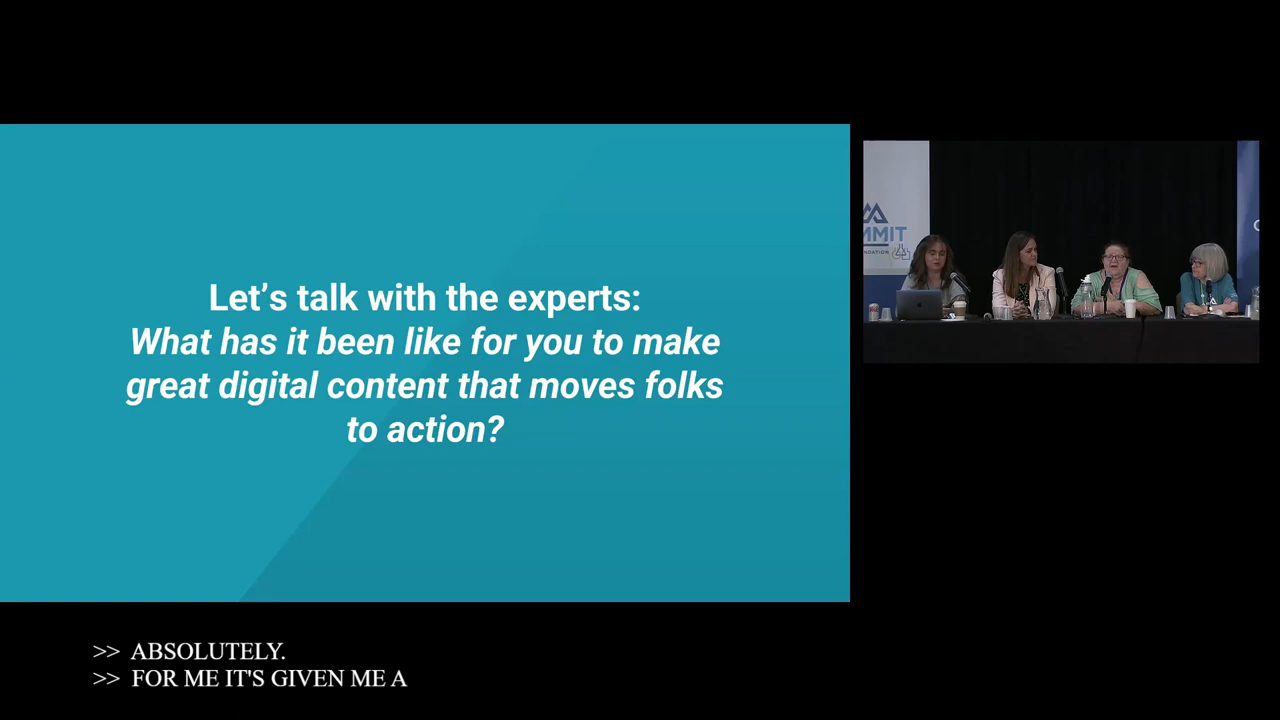 Let’s talk with the experts:
What has it been like for you to make
great digital content that moves folks
to action?
MMIT
>> ABSOLUTELY.
>> FOR ME IT'S GIVEN ME A